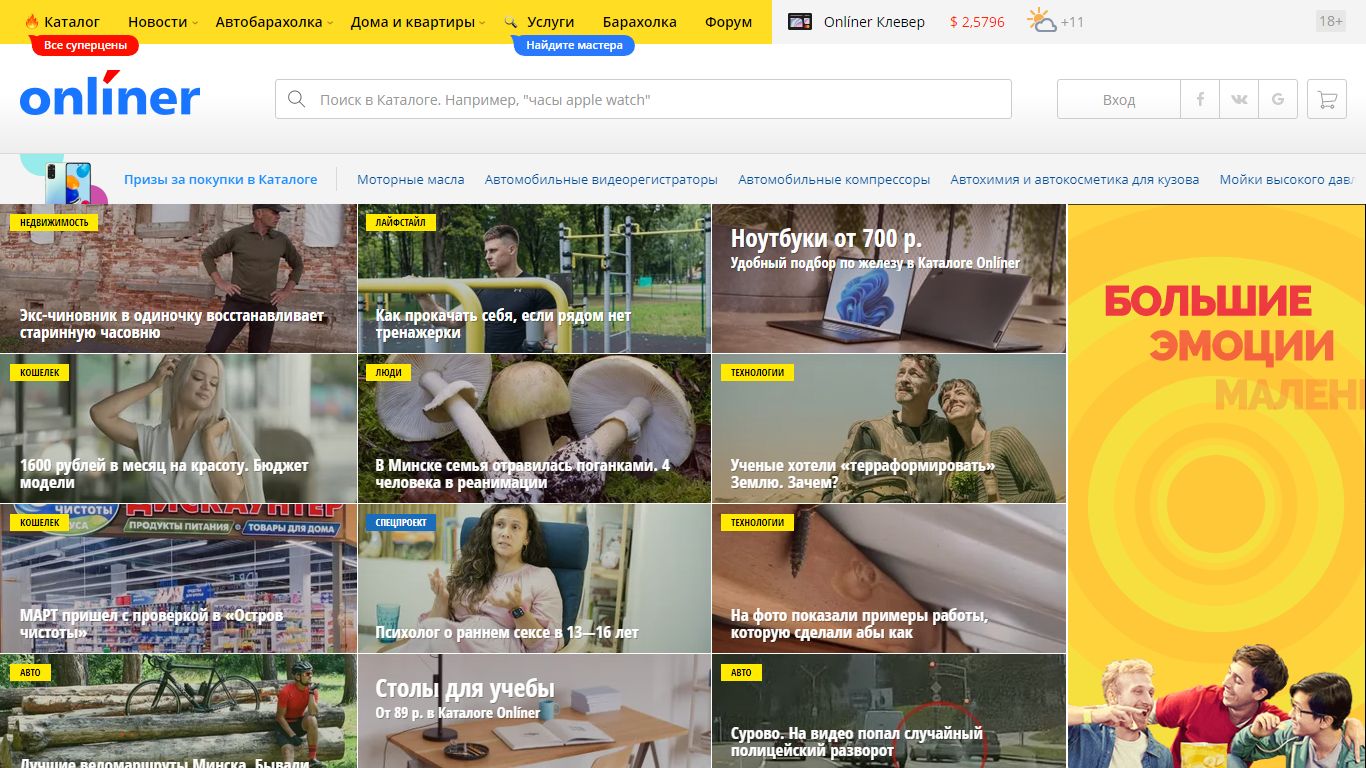 Каталог
Новости
Автобарахолка
Дома и квартиры
Услуги
Барахолка
Форум
Onlíner Клевер
$ 2,5796
+11
18+
Все суперцены
Найдите мастера
onlíner
Поиск в Каталоге. Например, "часы apple watch"
Вход
Призы за покупки в Каталоге
Моторные масла
Автомобильные видеорегистраторы
Автомобильные компрессоры
Автохимия и автокосметика для кузова
Мойки высокого давл
НЕДВИЖИМОСТЬ
Экс-чиновник в одиночку восстанавливает
старинную часовню
ЛАЙФСТАЙЛ
Как прокачать себя, если рядом нет
тренажерки
Ноутбуки от 700 р.
Удобный подбор по железу в Каталоге Onlíner
БОЛЬШИЕ
ЭМОЦИИ
МАЛЕН
КОШЕЛЕК
1600 рублей в месяц на красоту. Бюджет
модели
ЛЮДИ
В Минске семья отравилась поганками. 4
человека в реанимации
ТЕХНОЛОГИИ
Ученые хотели «терраформировать»
Землю. Зачем?
КОШЕЛЕК
чистоты
ДИСКАУНТЕР
ПРОДУКТЫ ПИТАНИЯ
ТОВАРЫ ДЛЯ ДОМА
МАРТ пришел с проверкой в «Остров
чистоты»
СПЕЦПРОЕКТ
Психолог о раннем сексе в 13—16 лет
ТЕХНОЛОГИИ
На фото показали примеры работы,
которую сделали абы как
АВТО
Лучшие веломаршруты Минска. Бывали
Столы для учебы
От 89 р. в Каталоге Onlíner
АВТО
Сурово. На видео попал случайный
полицейский разворот